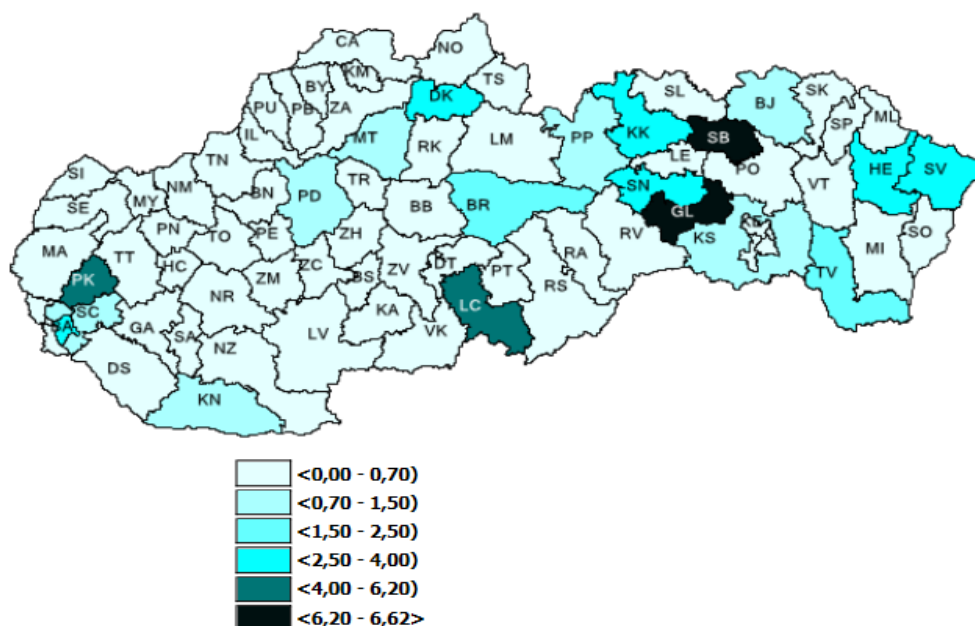 CA
NO
KM
TS
BY
DK
SL
SK
PU
PB
ZA
BJ
ML
IL
MT
RK
LM
PP
KK
SB
SP
TN
LE
PO
HE
SV
SI
NM
BN
PD
TR
SN
VT
SE
MY
BB
BR
GL
PN
TO
PE
ZH
RV
KS
KE
MA
TT
HC
ZM
ZC
BS
ZV
DT
PT
RA
MI
SO
PK
NR
RS
TV
SC
KA
LC
BA
GA
SA
NZ
LV
VK
DS
KN
<0,00 - 0,70)
<0,70 - 1,50)
<1,50 - 2,50)
<2,50 - 4,00)
<4,00 - 6,20)
<6,20 - 6,62>